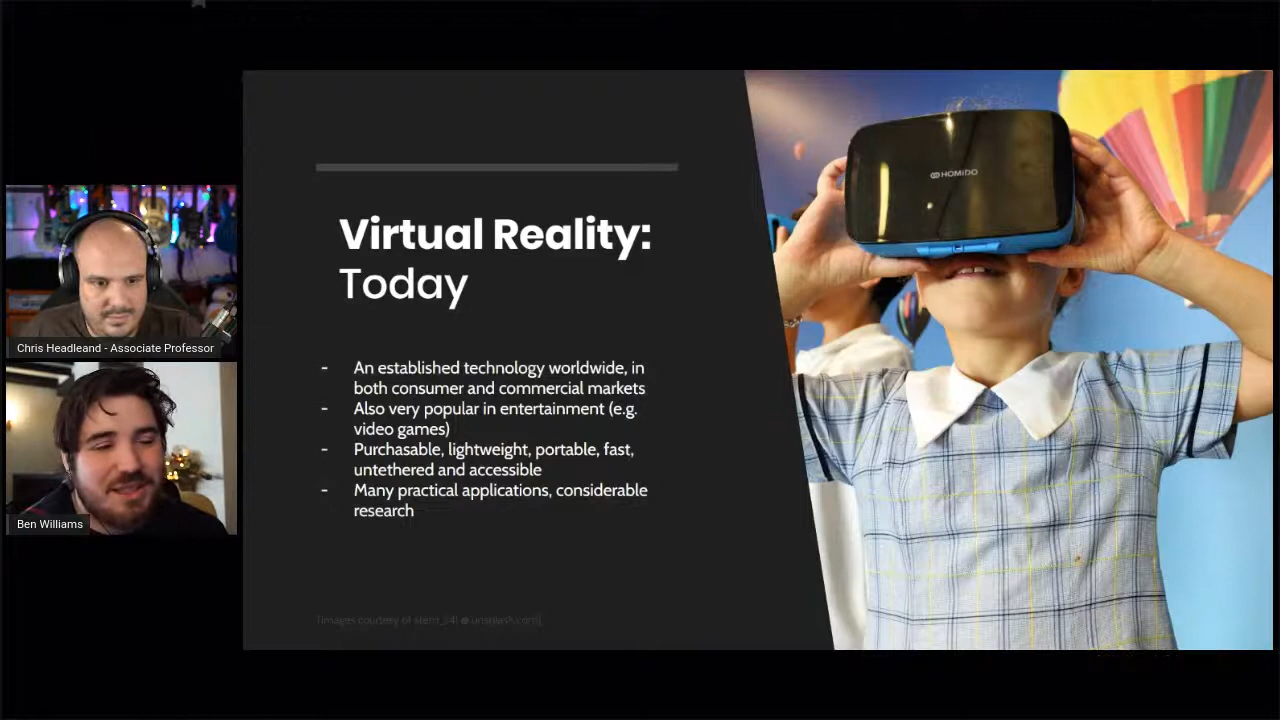 Virtual Reality:
Today
- An established technology worldwide, in
both consumer and commercial markets
- Also very popular in entertainment (e.g.
video games)
- Purchasable, lightweight, portable, fast,
untethered and accessible
- Many practical applications, considerable
research
HOMIDO
Chris Headleand - Associate Professor
Ben Williams